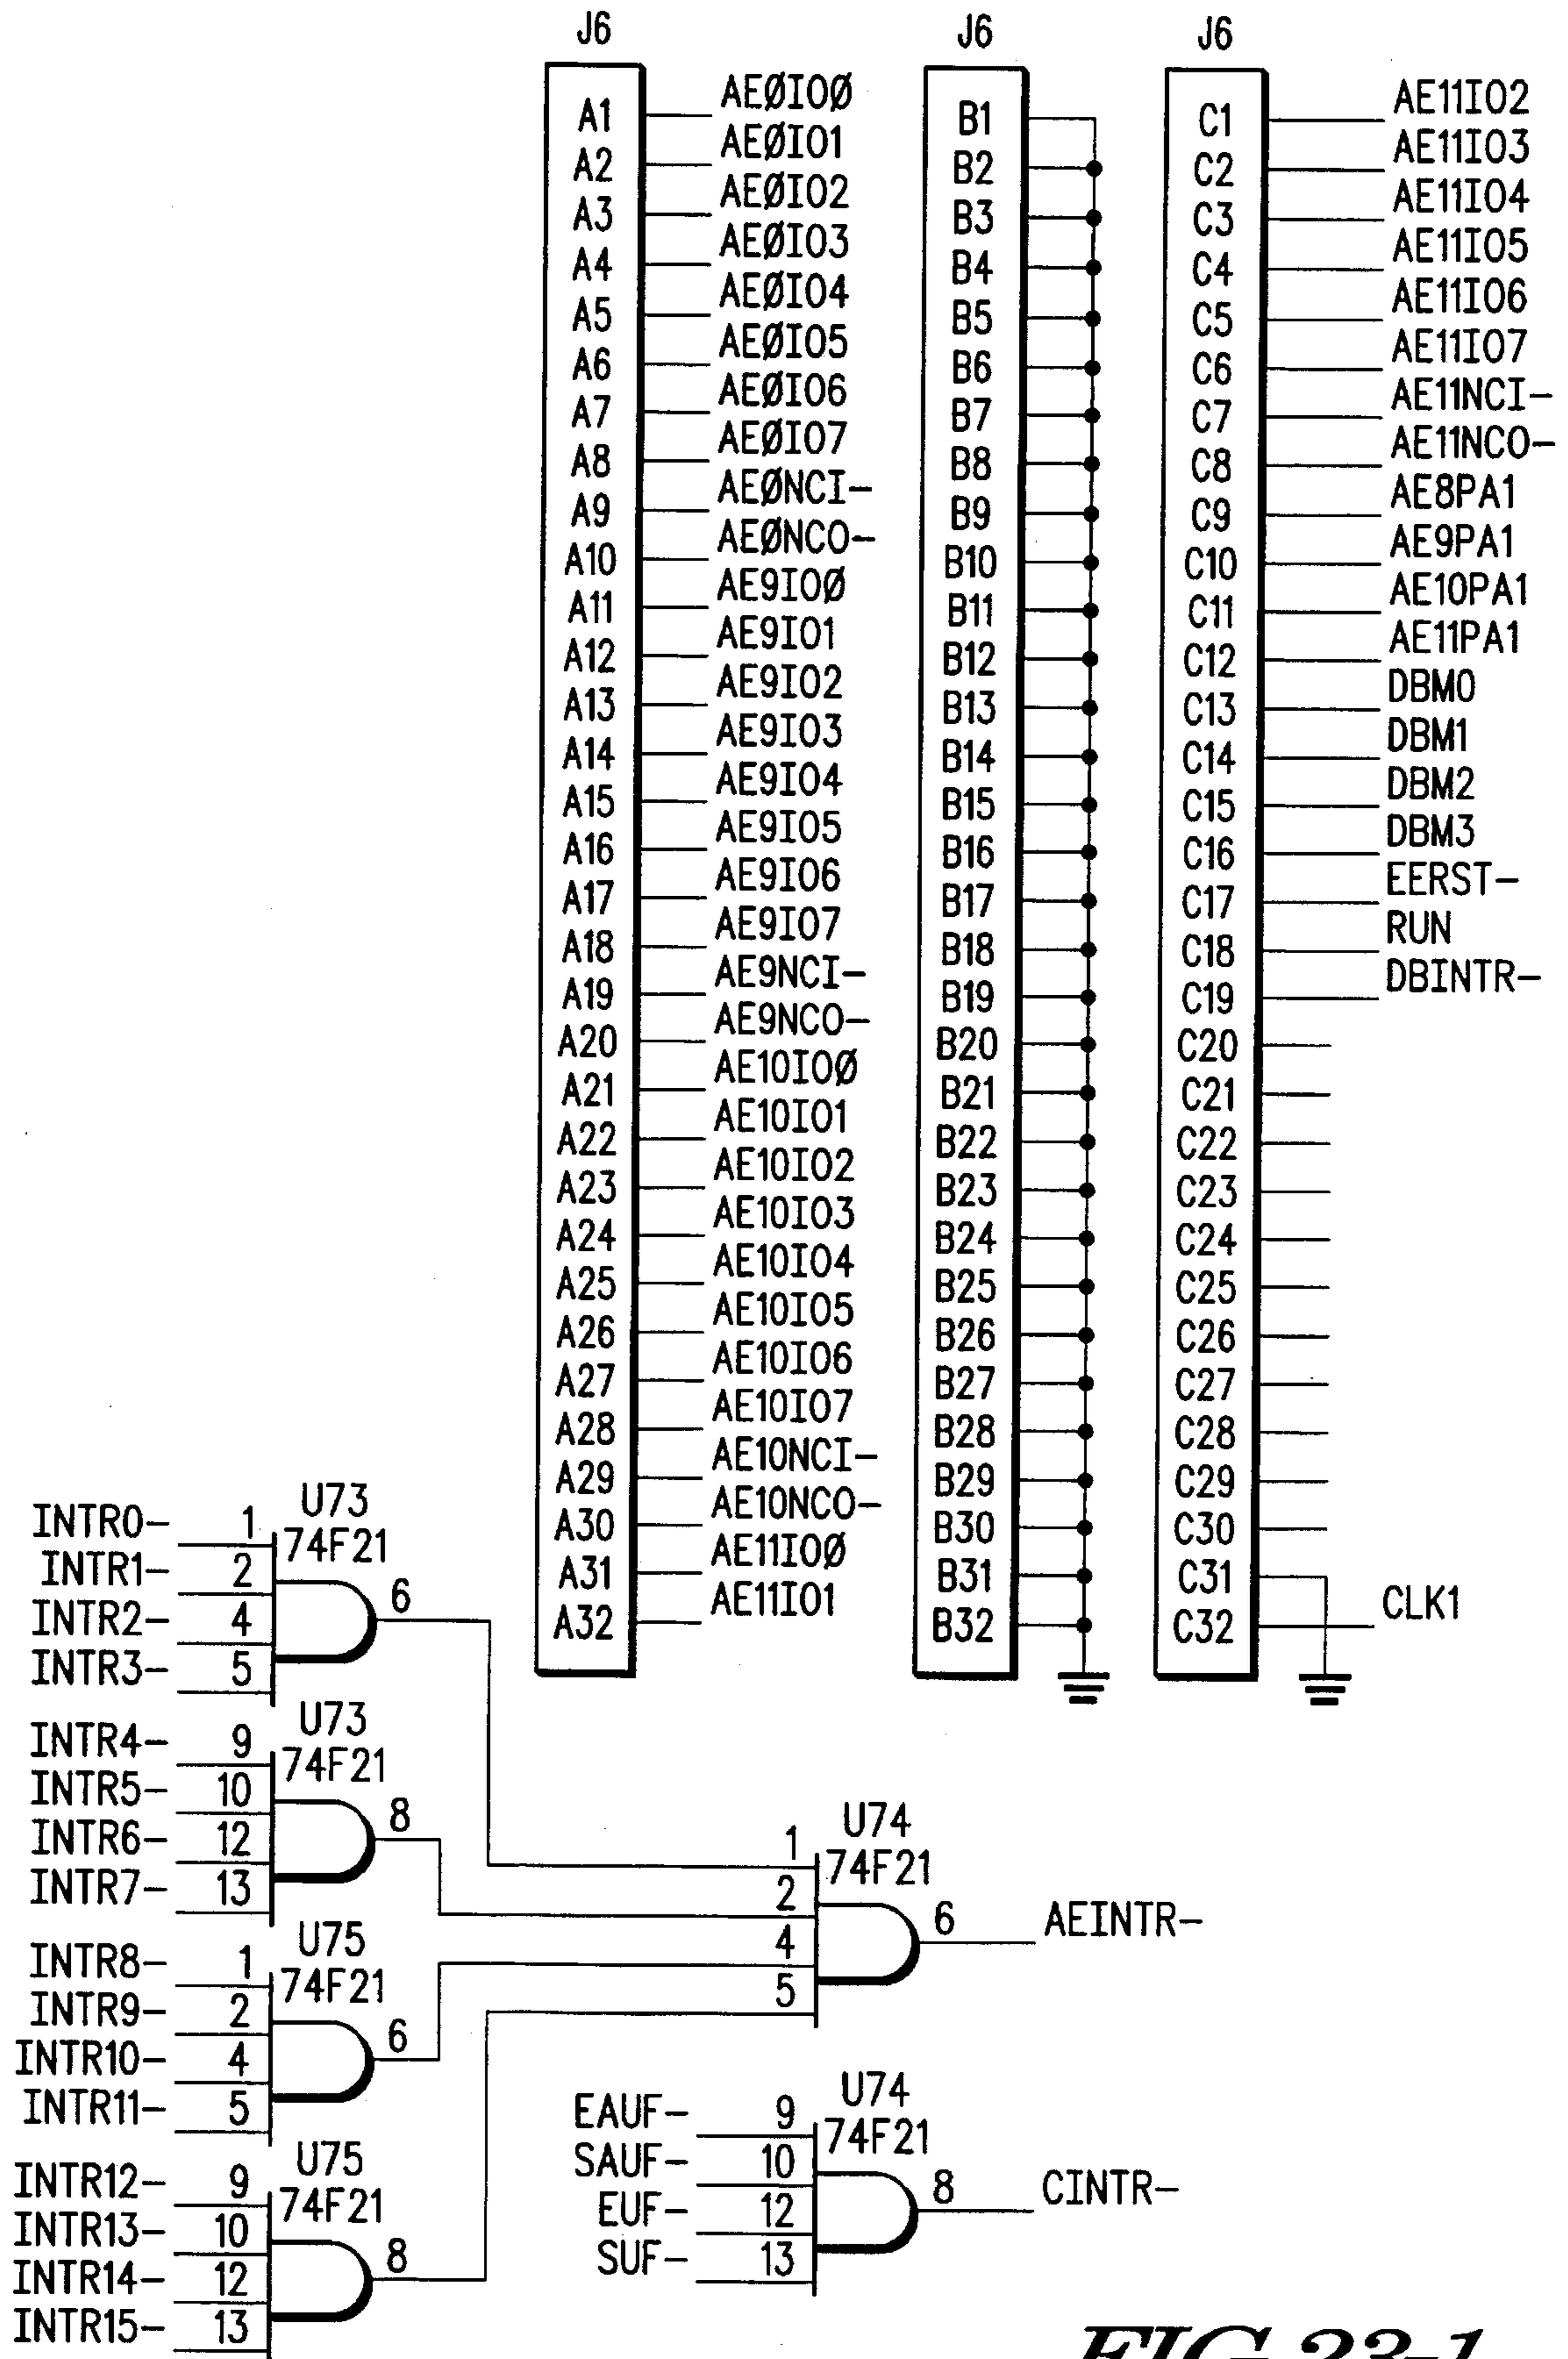 J6
A1 AEØIOØ
A2 AEØIO1
A3 AEØIO2
A4 AEØIO3
A5 AEØIO4
A6 AEØIO5
A7 AEØIO6
A8 AEØIO7
A9 AEØNCI-
A10 AEØNCO-
A11 AE9IOØ
A12 AE9IO1
A13 AE9IO2
A14 AE9IO3
A15 AE9IO4
A16 AE9IO5
A17 AE9IO6
A18 AE9IO7
A19 AE9NCI-
A20 AE9NCO-
A21 AE10IOØ
A22 AE10IO1
A23 AE10IO2
A24 AE10IO3
A25 AE10IO4
A26 AE10IO5
A27 AE10IO6
A28 AE10IO7
A29 AE10NCI-
A30 AE10NCO-
A31 AE11IOØ
A32 AE11IO1
J6
B1
B2
B3
B4
B5
B6
B7
B8
B9
B10
B11
B12
B13
B14
B15
B16
B17
B18
B19
B20
B21
B22
B23
B24
B25
B26
B27
B28
B29
B30
B31
B32
J6
C1 AE11IO2
C2 AE11IO3
C3 AE11IO4
C4 AE11IO5
C5 AE11IO6
C6 AE11IO7
C7 AE11NCI-
C8 AE11NCO-
C9 AE8PA1
C10 AE9PA1
C11 AE10PA1
C12 AE11PA1
C13 DBM0
C14 DBM1
C15 DBM2
C16 DBM3
C17 EERST-
C18 RUN
C19 DBINTR-
C20
C21
C22
C23
C24
C25
C26
C27
C28
C29
C30
C31
C32 CLK1
U73
74F21
INTR0- 1
INTR1- 2
INTR2- 4
INTR3- 5
6
U73
74F21
INTR4- 9
INTR5- 10
INTR6- 12
INTR7- 13
8
U75
74F21
INTR8- 1
INTR9- 2
INTR10- 4
INTR11- 5
6
U75
74F21
INTR12- 9
INTR13- 10
INTR14- 12
INTR15- 13
8
U74
74F21
1
2
4
5
6 AEINTR-
U74
74F21
EAUF- 9
SAUF- 10
EUF- 12
SUF- 13
8 CINTR-
FIG.23-1